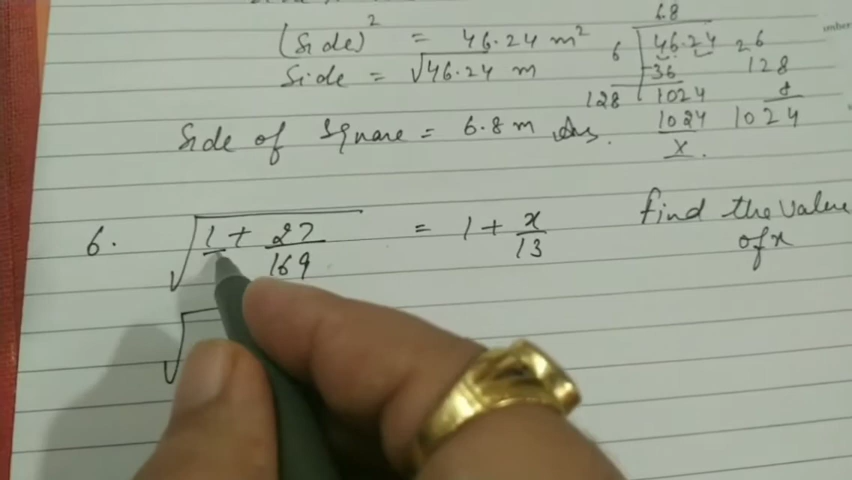 (Side)² = 46.24 m²
Side = √46.24 m
Side of Square = 6.8 m Ans.
6.8
6 46.24 26
-36 128
128 1024 8
1024 1024
x.
6. √1 + 27/169 = 1 + x/13 find the value
of x